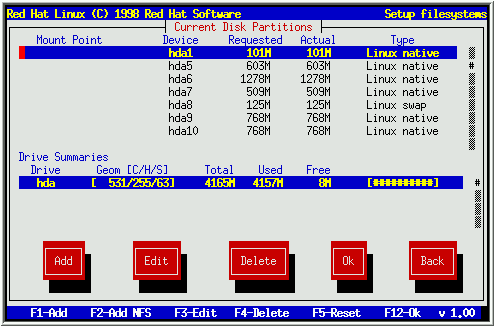 Red Hat Linux (C) 1998 Red Hat Software Setup filesystems
Current Disk Partitions
Mount Point Device Requested Actual Type
hda1 101M 101M Linux native
hda5 603M 603M Linux native #
hda6 1278M 1278M Linux native
hda7 509M 509M Linux native
hda8 125M 125M Linux swap
hda9 768M 768M Linux native
hda10 768M 768M Linux native
Drive Summaries
Drive Geom [C/H/S] Total Used Free
hda [ 531/255/63] 4165M 4157M 8M [##########] #
Add Edit Delete Ok Back
F1-Add F2-Add NFS F3-Edit F4-Delete F5-Reset F12-Ok v 1.00